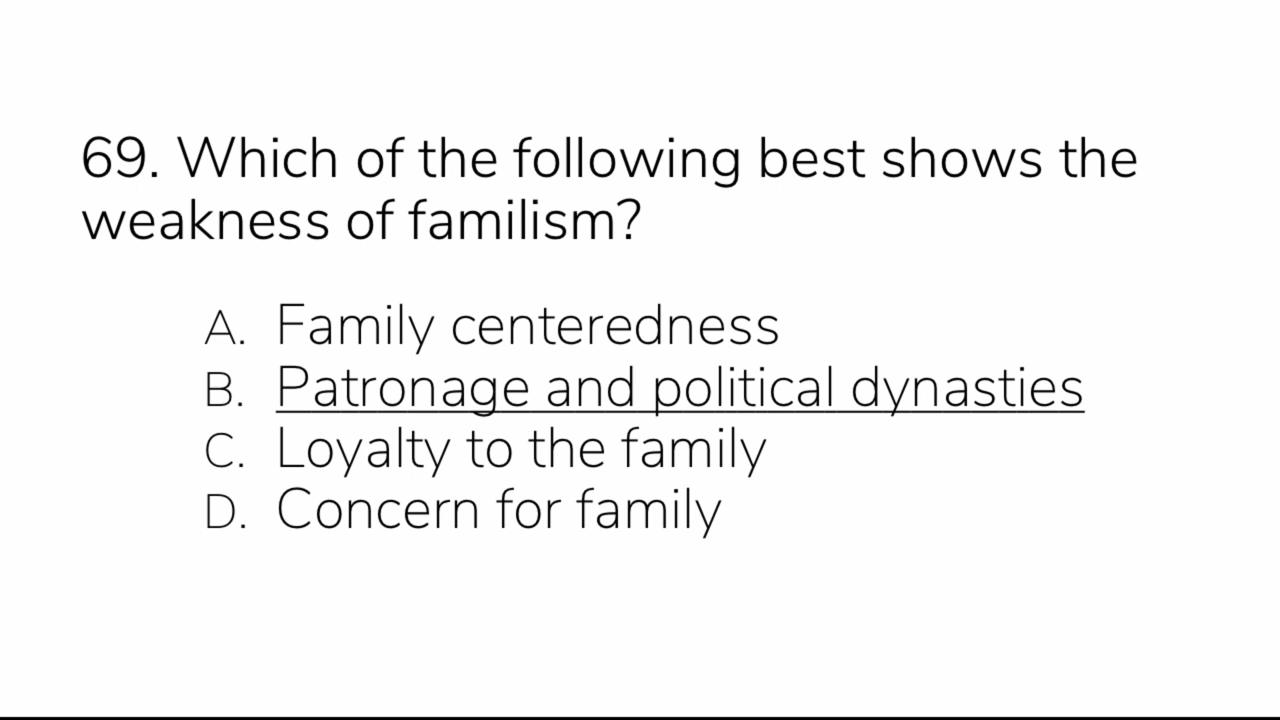 69. Which of the following best shows the
weakness of familism?
A. Family centeredness
B. Patronage and political dynasties
C. Loyalty to the family
D. Concern for family